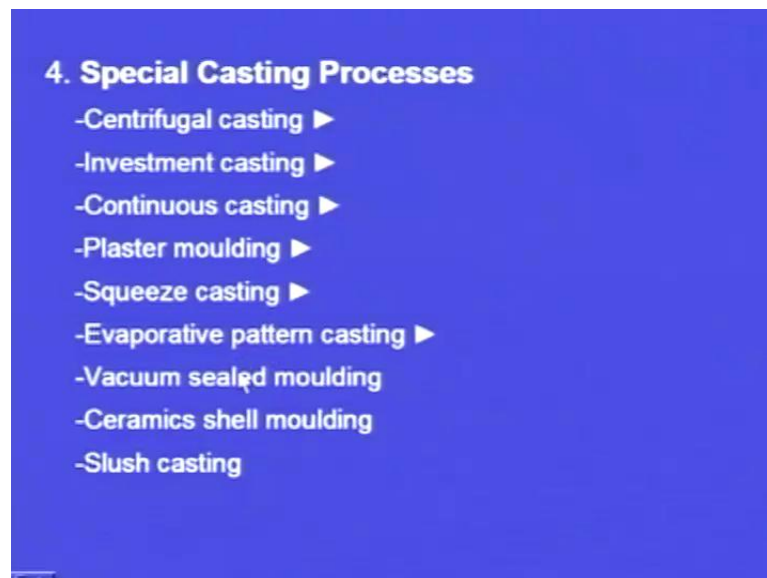 4. Special Casting Processes
-Centrifugal casting ►
-Investment casting ►
-Continuous casting ►
-Plaster moulding ►
-Squeeze casting ►
-Evaporative pattern casting ►
-Vacuum sealed moulding
-Ceramics shell moulding
-Slush casting